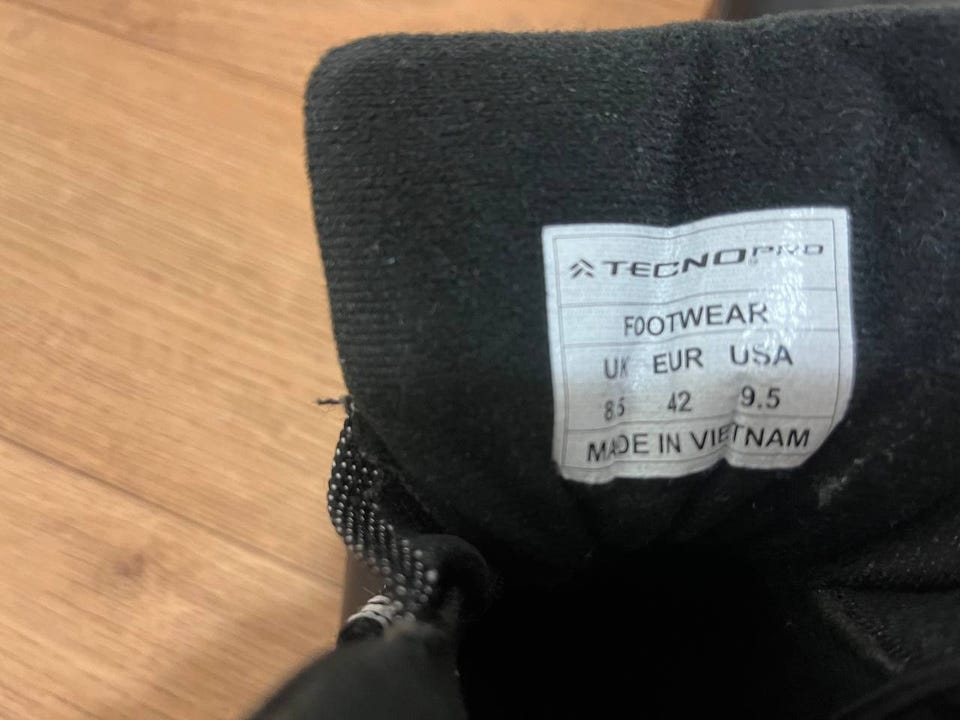 TECNOPRO
FOOTWEAR
UK EUR USA
8.5 42 9.5
MADE IN VIETNAM